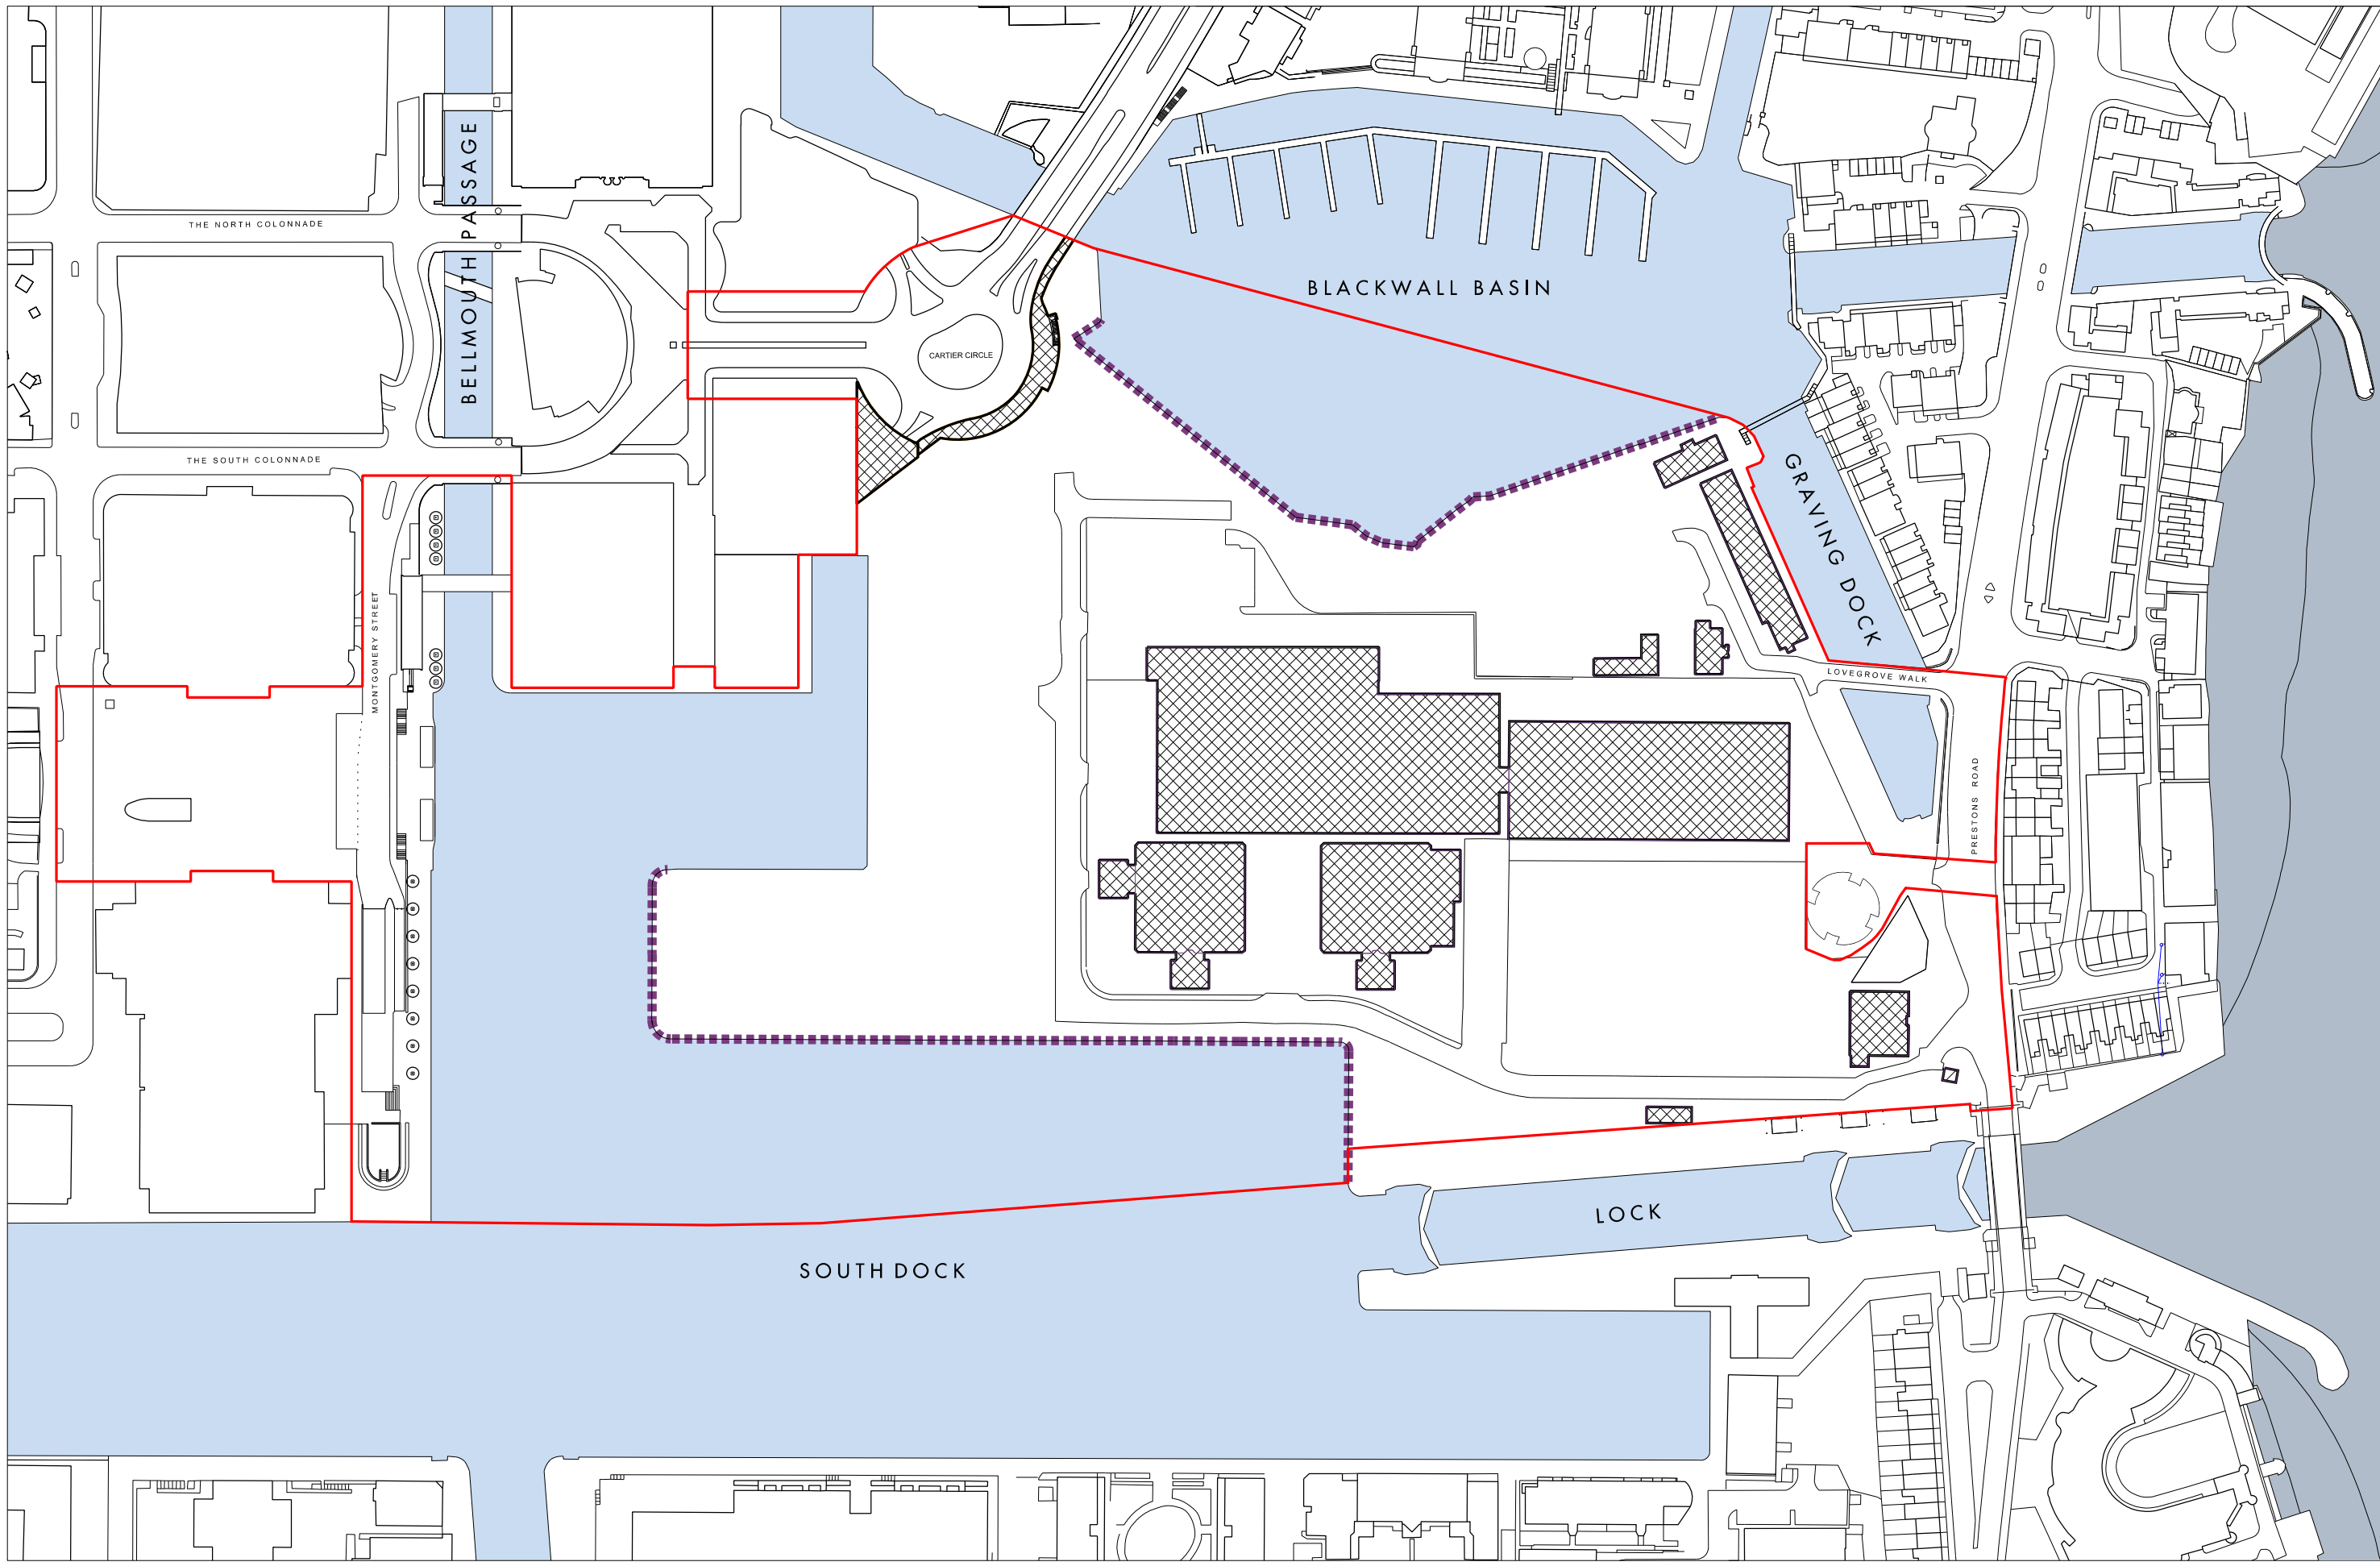 BELLMOUTH PASSAGE
THE NORTH COLONNADE
BLACKWALL BASIN
CARTIER CIRCLE
THE SOUTH COLONNADE
GRAVING DOCK
MONTGOMERY STREET
LOVEGROVE WALK
PRESTONS ROAD
LOCK
SOUTH DOCK